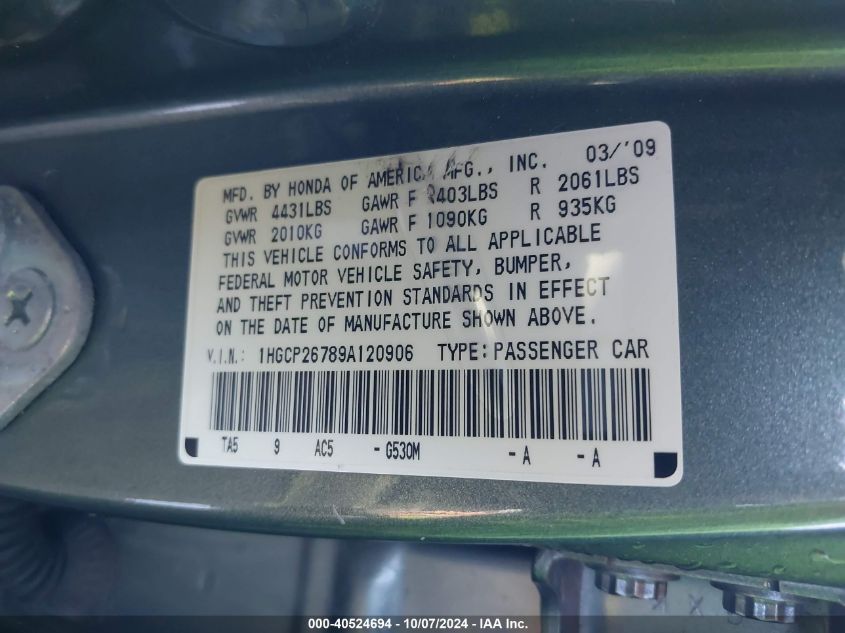 MFD. BY HONDA OF AMERICA MFG., INC. 03/'09
GVWR 4431LBS GAWR F 2403LBS R 2061LBS
GVWR 2010KG GAWR F 1090KG R 935KG
THIS VEHICLE CONFORMS TO ALL APPLICABLE
FEDERAL MOTOR VEHICLE SAFETY, BUMPER,
AND THEFT PREVENTION STANDARDS IN EFFECT
ON THE DATE OF MANUFACTURE SHOWN ABOVE.
V.I.N.: 1HGCP26789A120906 TYPE: PASSENGER CAR
TA5 9 AC5 - G530M - A - A
000-40524694 - 10/07/2024 - IAA Inc.